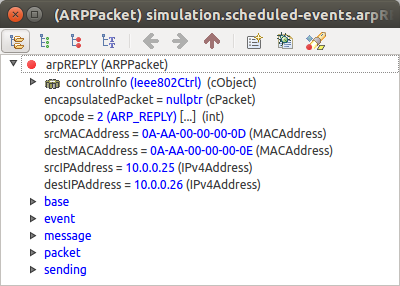 (ARPPacket) simulation.scheduled-events.arpR
arpREPLY (ARPPacket)
controlInfo (Ieee802Ctrl) (cObject)
encapsulatedPacket = nullptr (cPacket)
opcode = 2 (ARP_REPLY) [...] (int)
srcMACAddress = 0A-AA-00-00-00-0D (MACAddress)
destMACAddress = 0A-AA-00-00-00-0E (MACAddress)
srcIPAddress = 10.0.0.25 (IPv4Address)
destIPAddress = 10.0.0.26 (IPv4Address)
base
event
message
packet
sending